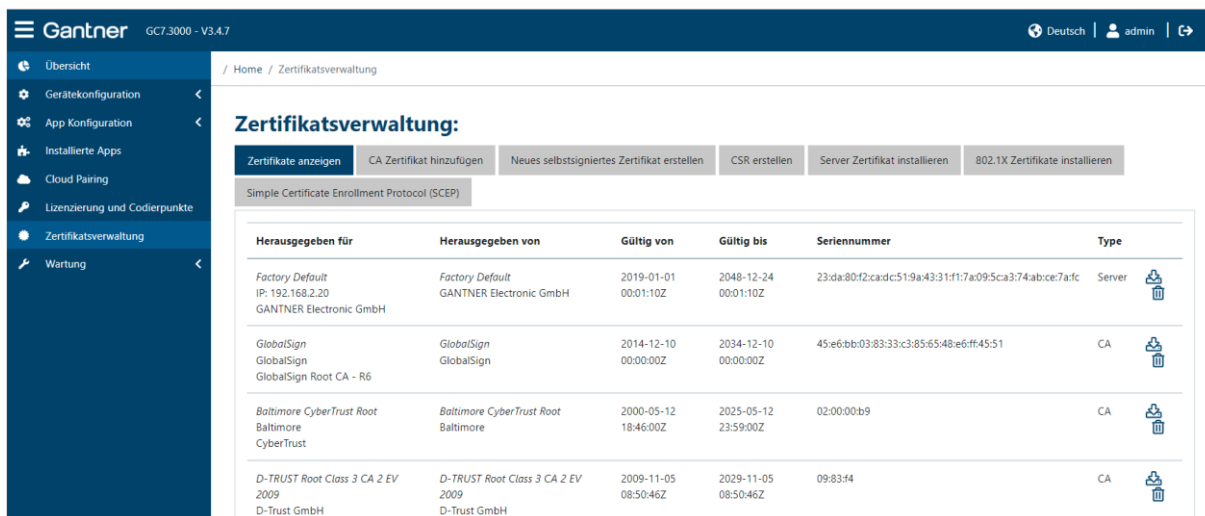 Gantner GC7.3000 - V3.4.7
Deutsch | admin |
Übersicht
Gerätekonfiguration
App Konfiguration
Installierte Apps
Cloud Pairing
Lizenzierung und Codierpunkte
Zertifikatsverwaltung
Wartung
/ Home / Zertifikatsverwaltung
Zertifikatsverwaltung:
Zertifikate anzeigen CA Zertifikat hinzufügen Neues selbstsigniertes Zertifikat erstellen CSR erstellen Server Zertifikat installieren 802.1X Zertifikate installieren
Simple Certificate Enrollment Protocol (SCEP)
Herausgegeben für Herausgegeben von Gültig von Gültig bis Seriennummer Type
Factory Default Factory Default 2019-01-01 2048-12-24 23:da:80:f2:ca:dc:51:9a:43:31:f1:7a:09:5c:a3:74:ab:ce:7a:fc Server
IP: 192.168.2.20 GANTNER Electronic GmbH 00:01:10Z 00:01:10Z
GANTNER Electronic GmbH
GlobalSign GlobalSign 2014-12-10 2034-12-10 45:e6:bb:03:83:33:c3:85:65:48:e6:ff:45:51 CA
GlobalSign GlobalSign 00:00:00Z 00:00:00Z
GlobalSign Root CA - R6
Baltimore CyberTrust Root Baltimore CyberTrust Root 2000-05-12 2025-05-12 02:00:00:b9 CA
Baltimore Baltimore 18:46:00Z 23:59:00Z
CyberTrust
D-TRUST Root Class 3 CA 2 EV D-TRUST Root Class 3 CA 2 EV 2009-11-05 2029-11-05 09:83:f4 CA
2009 2009 08:50:46Z 08:50:46Z
D-Trust GmbH D-Trust GmbH